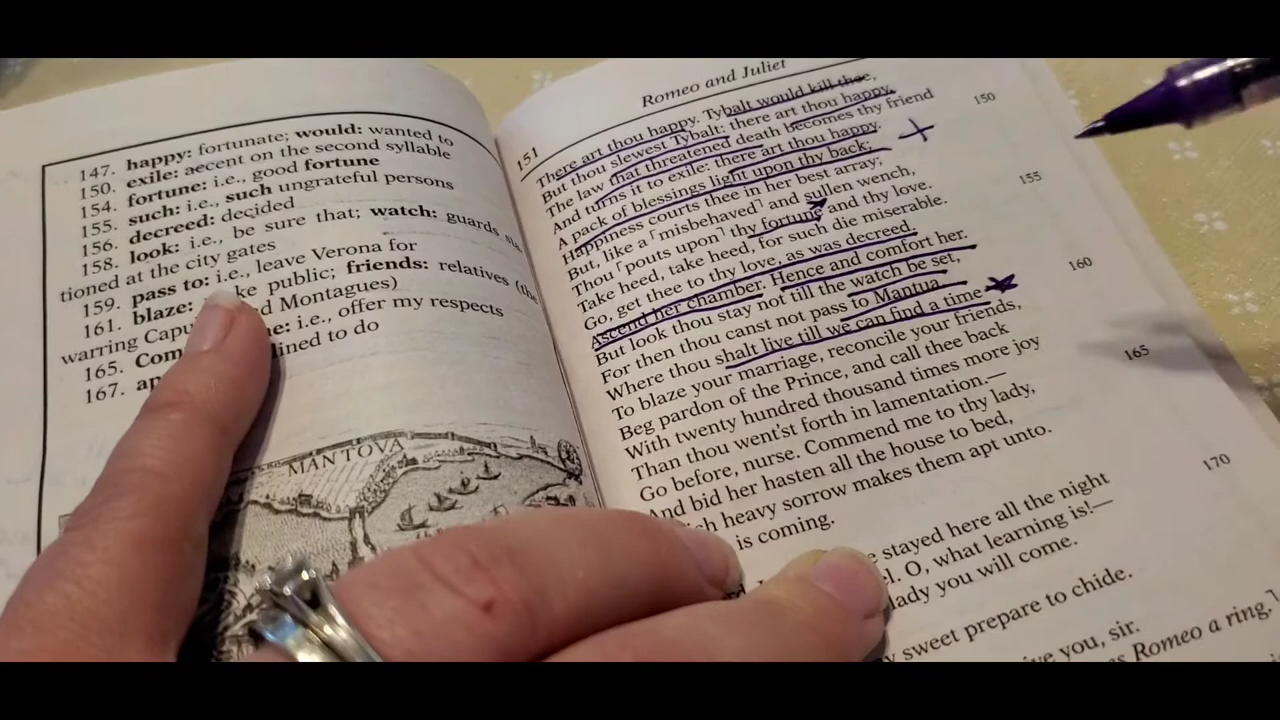 147. happy: fortunate; would: wanted to
150. exile: accent on the second syllable
154. fortune: i.e., good fortune
155. such: i.e., such ungrateful persons
156. decreed: decided
158. look: i.e., be sure that; watch: guards sta-
tioned at the city gates
159. pass to: i.e., leave Verona for
161. blaze: public; friends: relatives (the
warring Montagues)
165. i.e., offer my respects
167. to do
MANTOVA
151
Romeo and Juliet
There art thou happy. Tybalt would kill thee,
But thou slewest Tybalt: there art thou happy.
The law that threatened death becomes thy friend
150
And turns it to exile: there art thou happy.
A pack of blessings light upon thy back;
Happiness courts thee in her best array;
But, like a ⌜misbehaved⌝ and sullen wench,
Thou ⌜pouts upon⌝ thy fortune and thy love.
Take heed, take heed, for such die miserable.
155
Go, get thee to thy love, as was decreed.
Ascend her chamber. Hence and comfort her.
But look thou stay not till the watch be set,
For then thou canst not pass to Mantua,
Where thou shalt live till we can find a time
160
To blaze your marriage, reconcile your friends,
Beg pardon of the Prince, and call thee back
With twenty hundred thousand times more joy
Than thou went'st forth in lamentation.—
Go before, nurse. Commend me to thy lady,
165
And bid her hasten all the house to bed,
heavy sorrow makes them apt unto.
is coming.
stayed here all the night
170
O, what learning is!—
lady you will come.
sweet prepare to chide.
sir.
Romeo a ring.⌝